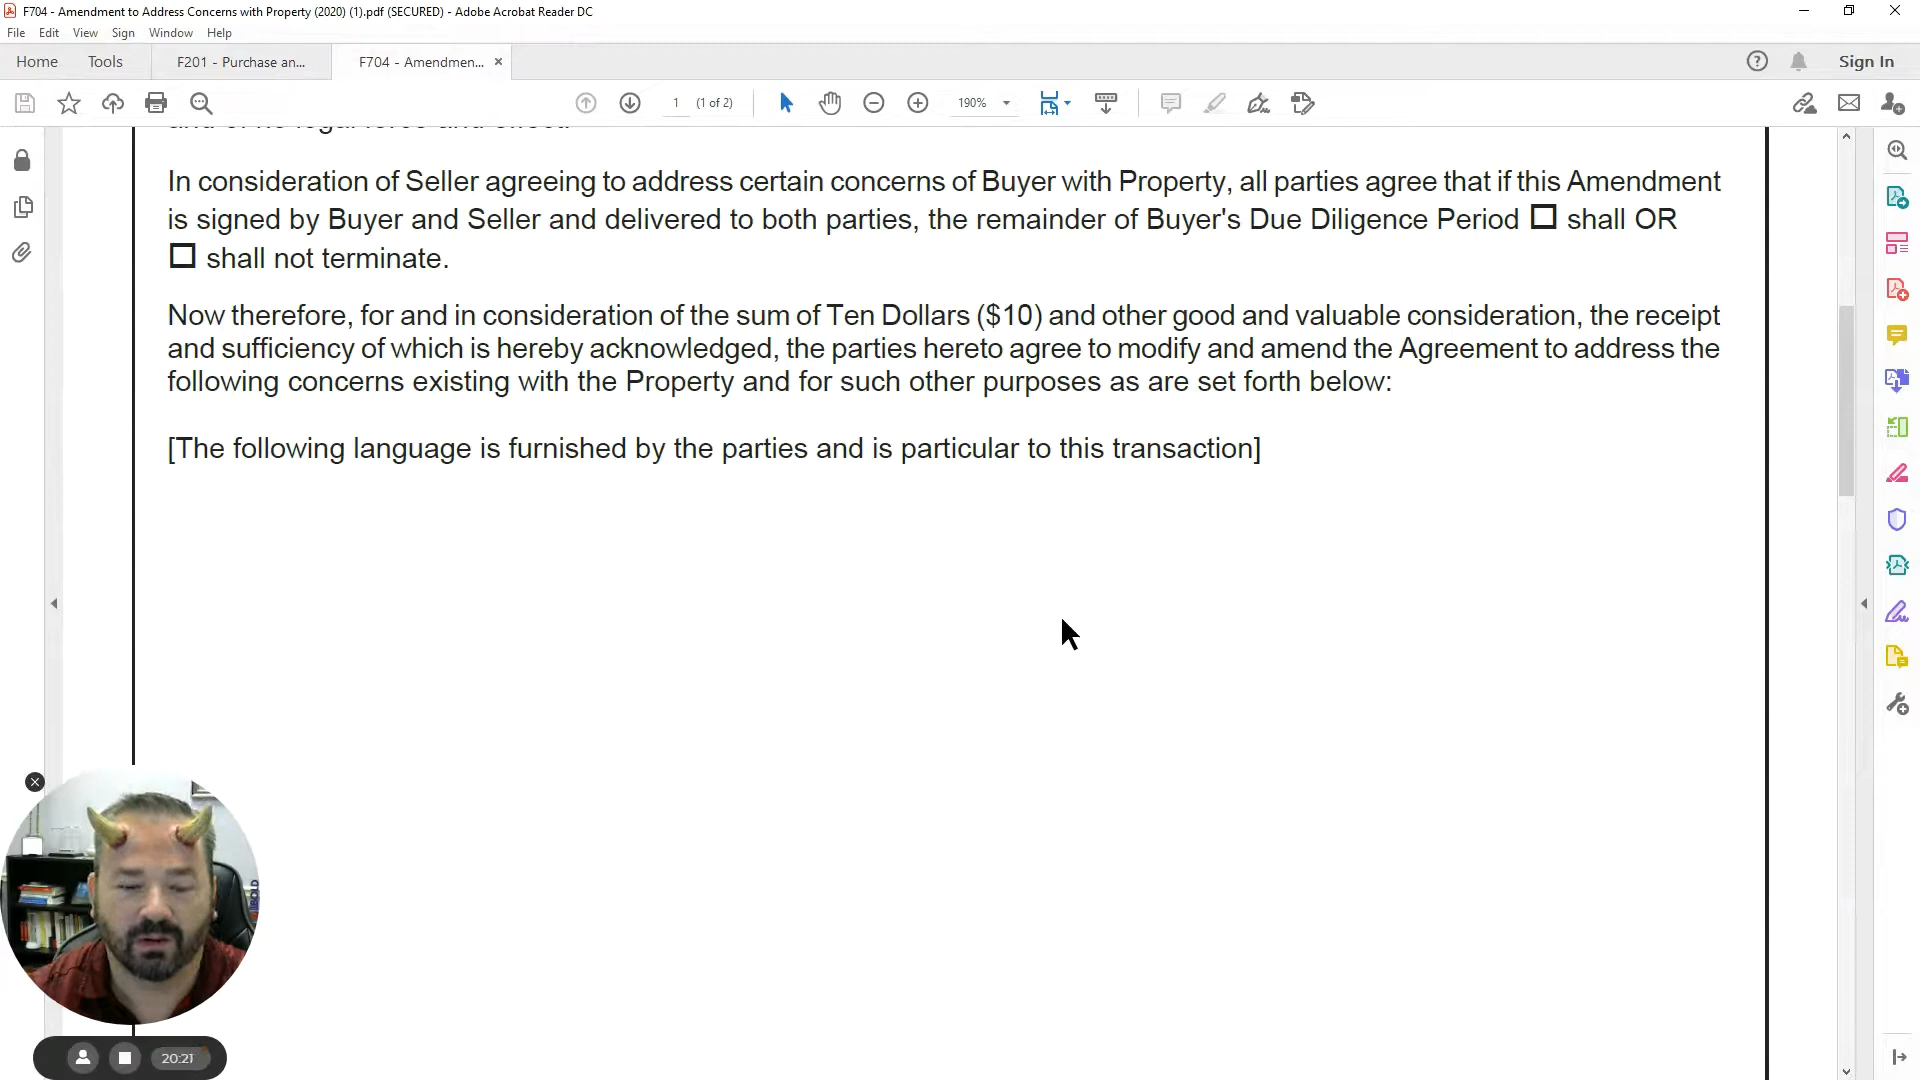 F704 - Amendment to Address Concerns with Property (2020) (1).pdf (SECURED) - Adobe Acrobat Reader DC
File Edit View Sign Window Help
Home Tools F201 - Purchase an... F704 - Amendmen... × Sign In
1 (1 of 2) 190%
In consideration of Seller agreeing to address certain concerns of Buyer with Property, all parties agree that if this Amendment
is signed by Buyer and Seller and delivered to both parties, the remainder of Buyer's Due Diligence Period ☐ shall OR
☐ shall not terminate.
Now therefore, for and in consideration of the sum of Ten Dollars ($10) and other good and valuable consideration, the receipt
and sufficiency of which is hereby acknowledged, the parties hereto agree to modify and amend the Agreement to address the
following concerns existing with the Property and for such other purposes as are set forth below:
[The following language is furnished by the parties and is particular to this transaction]
20:21